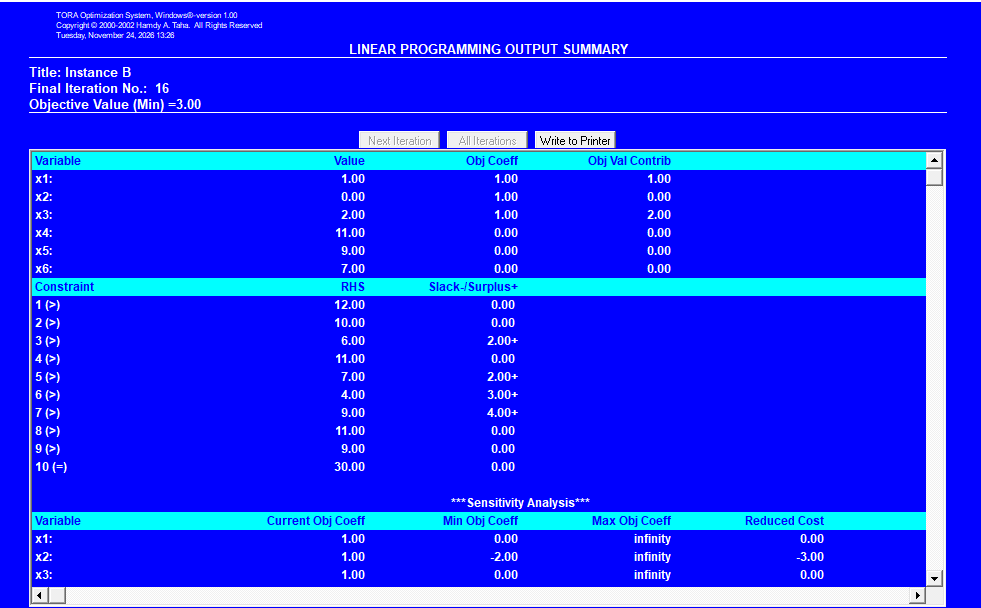 TORA Optimization System, Windows®-version 1.00
Copyright © 2000-2002 Hamdy A. Taha. All Rights Reserved
Tuesday, November 24, 2026 13:26
LINEAR PROGRAMMING OUTPUT SUMMARY
Title: Instance B
Final Iteration No.: 16
Objective Value (Min) =3.00
Next Iteration All Iterations Write to Printer
Variable Value Obj Coeff Obj Val Contrib
x1: 1.00 1.00 1.00
x2: 0.00 1.00 0.00
x3: 2.00 1.00 2.00
x4: 11.00 0.00 0.00
x5: 9.00 0.00 0.00
x6: 7.00 0.00 0.00
Constraint RHS Slack-/Surplus+
1 (>) 12.00 0.00
2 (>) 10.00 0.00
3 (>) 6.00 2.00+
4 (>) 11.00 0.00
5 (>) 7.00 2.00+
6 (>) 4.00 3.00+
7 (>) 9.00 4.00+
8 (>) 11.00 0.00
9 (>) 9.00 0.00
10 (=) 30.00 0.00
***Sensitivity Analysis***
Variable Current Obj Coeff Min Obj Coeff Max Obj Coeff Reduced Cost
x1: 1.00 0.00 infinity 0.00
x2: 1.00 -2.00 infinity -3.00
x3: 1.00 0.00 infinity 0.00